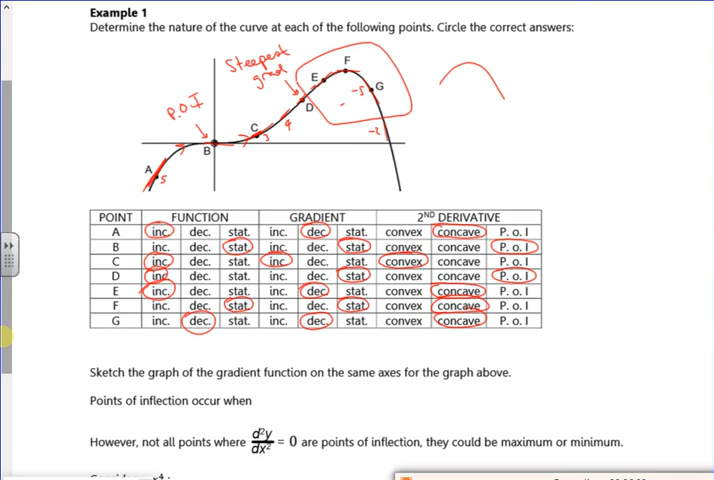 Example 1
Determine the nature of the curve at each of the following points. Circle the correct answers:
Steepest
grad
P.O.I
F
E
-5
G
D
C
4
3
-2
B
A
5
POINT FUNCTION GRADIENT 2ND DERIVATIVE
A inc. dec. stat. inc. dec. stat. convex concave P. o. I
B inc. dec. stat. inc. dec. stat. convex concave P. o. I
C inc. dec. stat. inc. dec. stat. convex concave P. o. I
D inc. dec. stat. inc. dec. stat. convex concave P. o. I
E inc. dec. stat. inc. dec. stat. convex concave P. o. I
F inc. dec. stat. inc. dec. stat. convex concave P. o. I
G inc. dec. stat. inc. dec. stat. convex concave P. o. I
Sketch the graph of the gradient function on the same axes for the graph above.
Points of inflection occur when
However, not all points where d²y/dx² = 0 are points of inflection, they could be maximum or minimum.